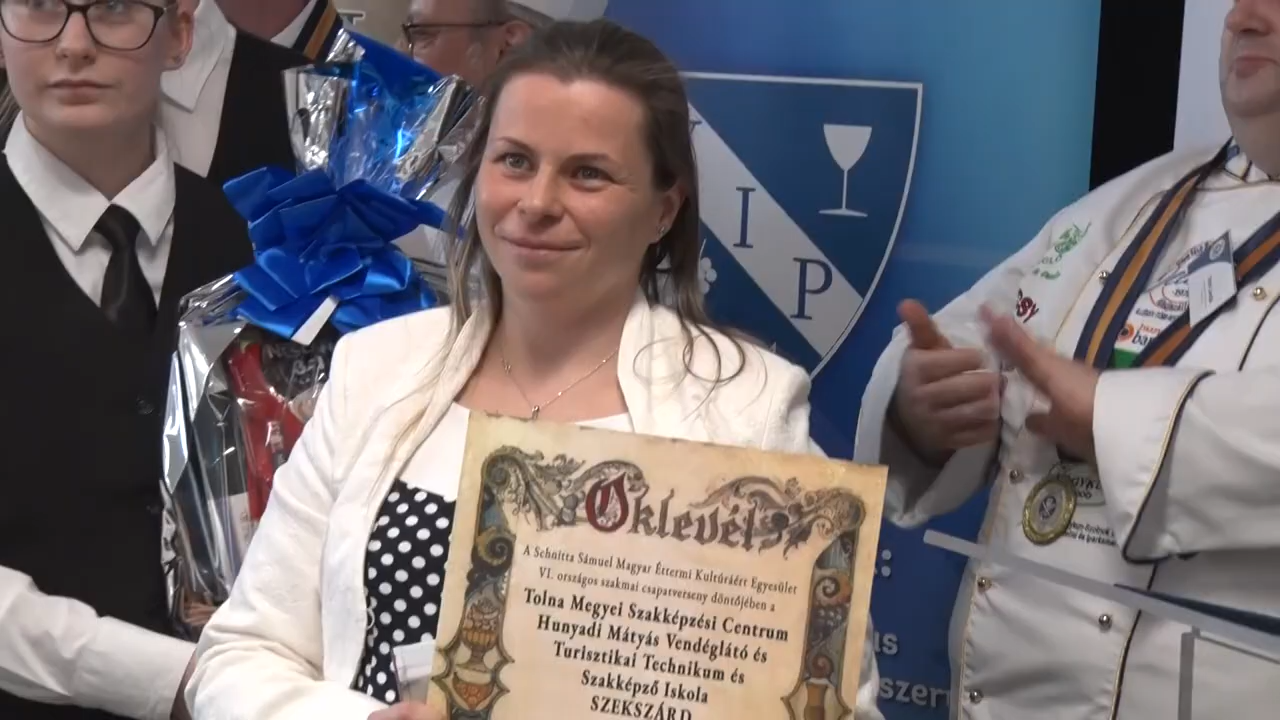 I
P
Oklevél
A Schnitta Sámuel Magyar Éttermi Kultúráért Egyesület
VI. országos szakmai csapatverseny döntőjében a
Tolna Megyei Szakképzési Centrum
Hunyadi Mátyás Vendéglátó és
Turisztikai Technikum és
Szakképző Iskola
SZEKSZÁRD